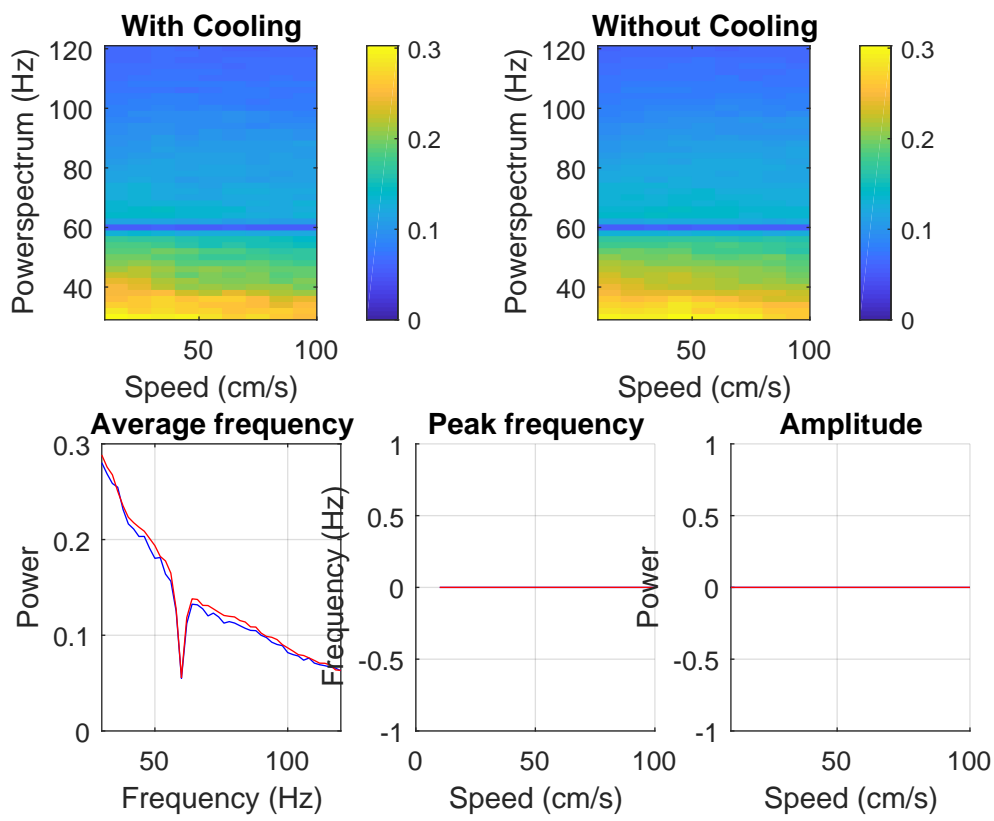 With Cooling
Powerspectrum (Hz)
120
100
80
60
40
50
100
Speed (cm/s)
0.3
0.2
0.1
0
Without Cooling
Powerspectrum (Hz)
120
100
80
60
40
50
100
Speed (cm/s)
0.3
0.2
0.1
0
Average frequency
Power
0.3
0.2
0.1
0
50
100
Frequency (Hz)
Peak frequency
Frequency (Hz)
1
0.5
0
-0.5
-1
0
50
100
Speed (cm/s)
Amplitude
Power
1
0.5
0
-0.5
-1
50
100
Speed (cm/s)